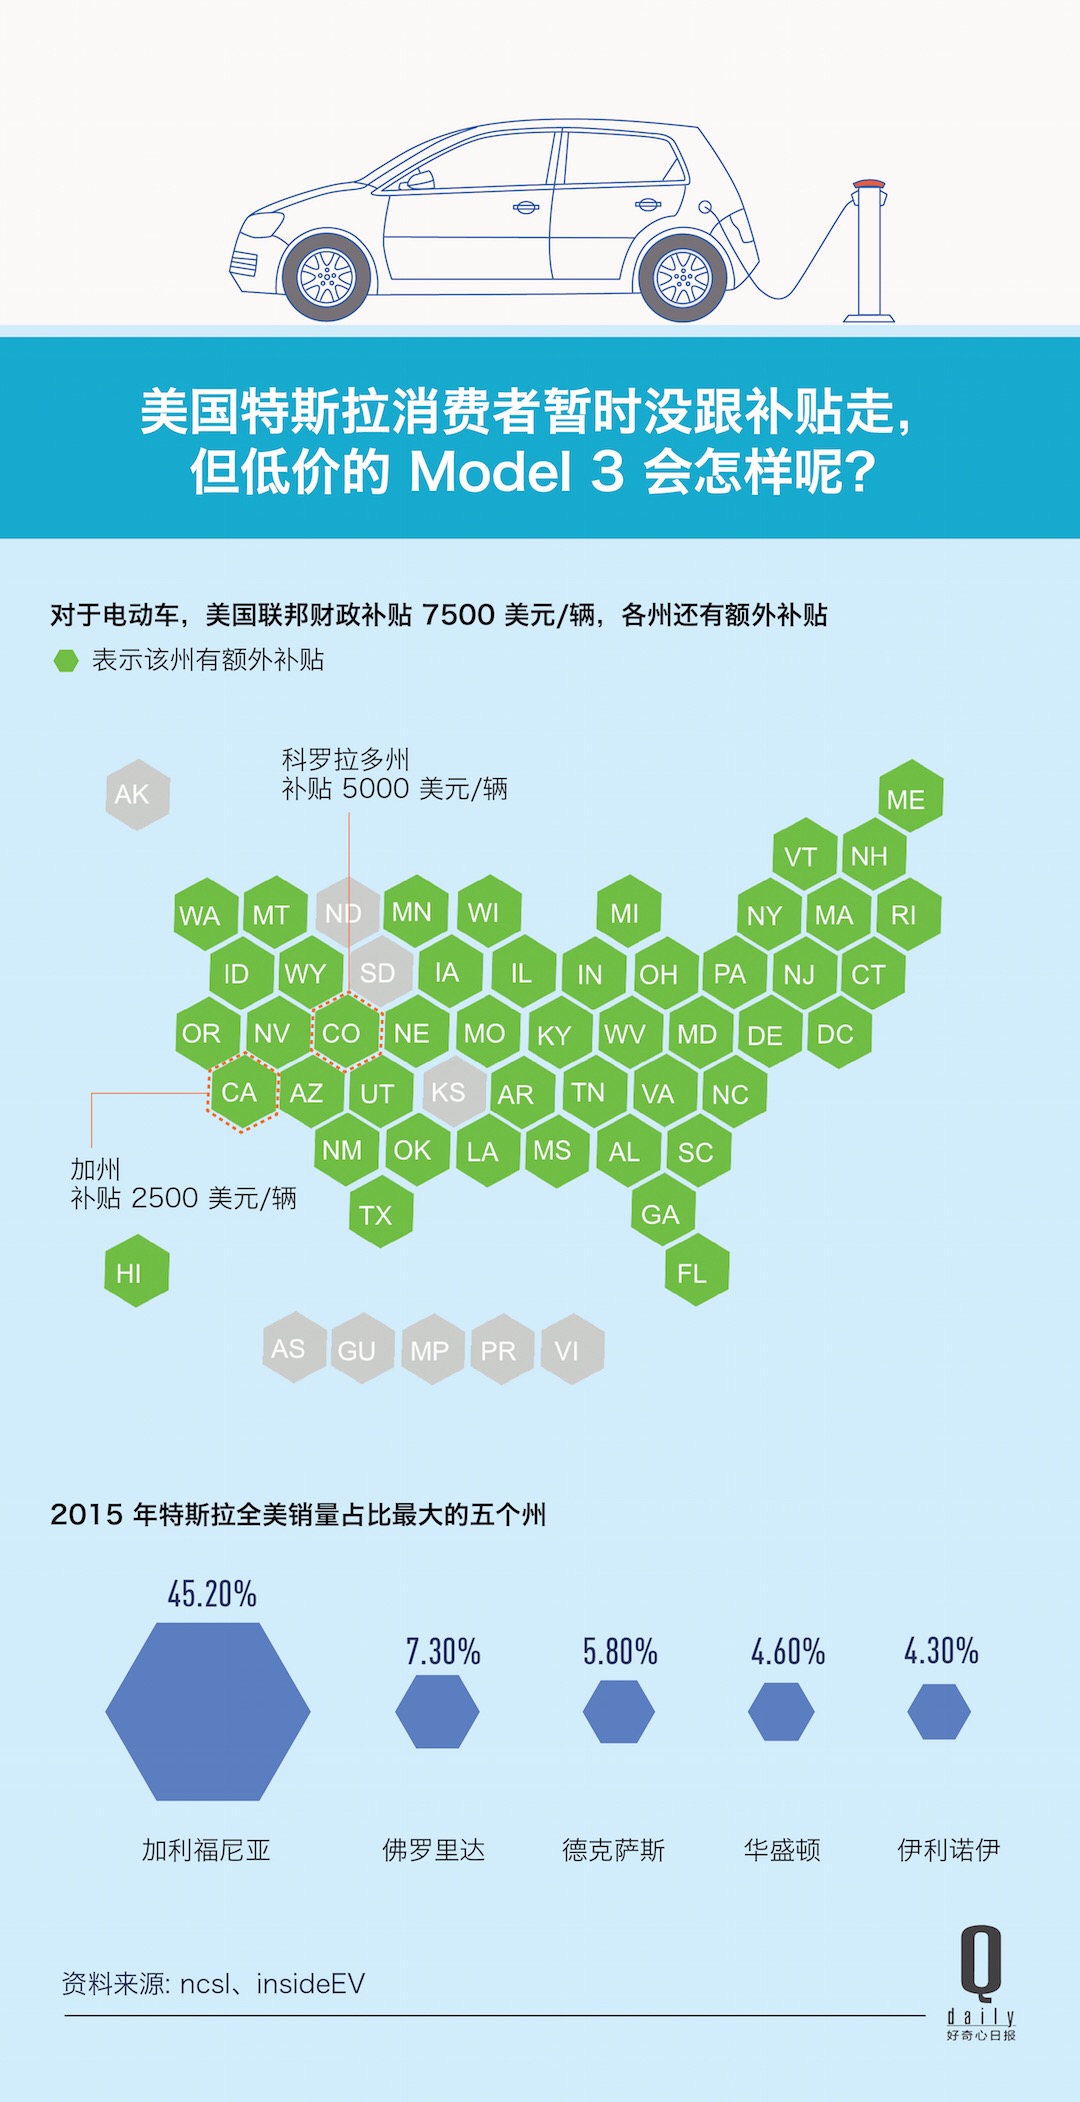 美国特斯拉消费者暂时没跟补贴走,
但低价的 Model 3 会怎样呢?
对于电动车，美国联邦财政补贴 7500 美元/辆，各州还有额外补贴
表示该州有额外补贴
科罗拉多州
补贴 5000 美元/辆
AK
ME
VT NH
WA MT ND MN WI MI NY MA RI
ID WY SD IA IL IN OH PA NJ CT
OR NV CO NE MO KY WV MD DE DC
CA AZ UT KS AR TN VA NC
NM OK LA MS AL SC
加州
补贴 2500 美元/辆
TX GA
HI FL
AS GU MP PR VI
2015 年特斯拉全美销量占比最大的五个州
45.20% 7.30% 5.80% 4.60% 4.30%
加利福尼亚 佛罗里达 德克萨斯 华盛顿 伊利诺伊
资料来源: ncsl、insideEV
Q
daily
好奇心日报